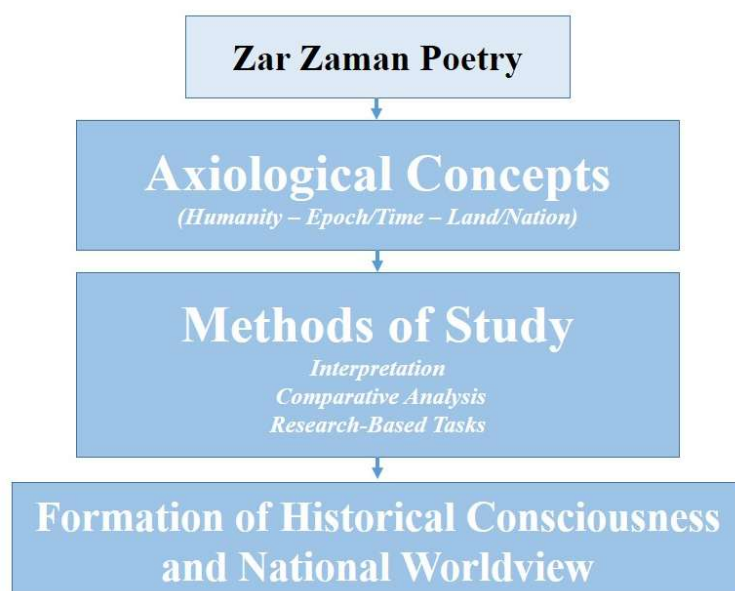 Zar Zaman Poetry
Axiological Concepts
(Humanity – Epoch/Time – Land/Nation)
Methods of Study
Interpretation
Comparative Analysis
Research-Based Tasks
Formation of Historical Consciousness
and National Worldview